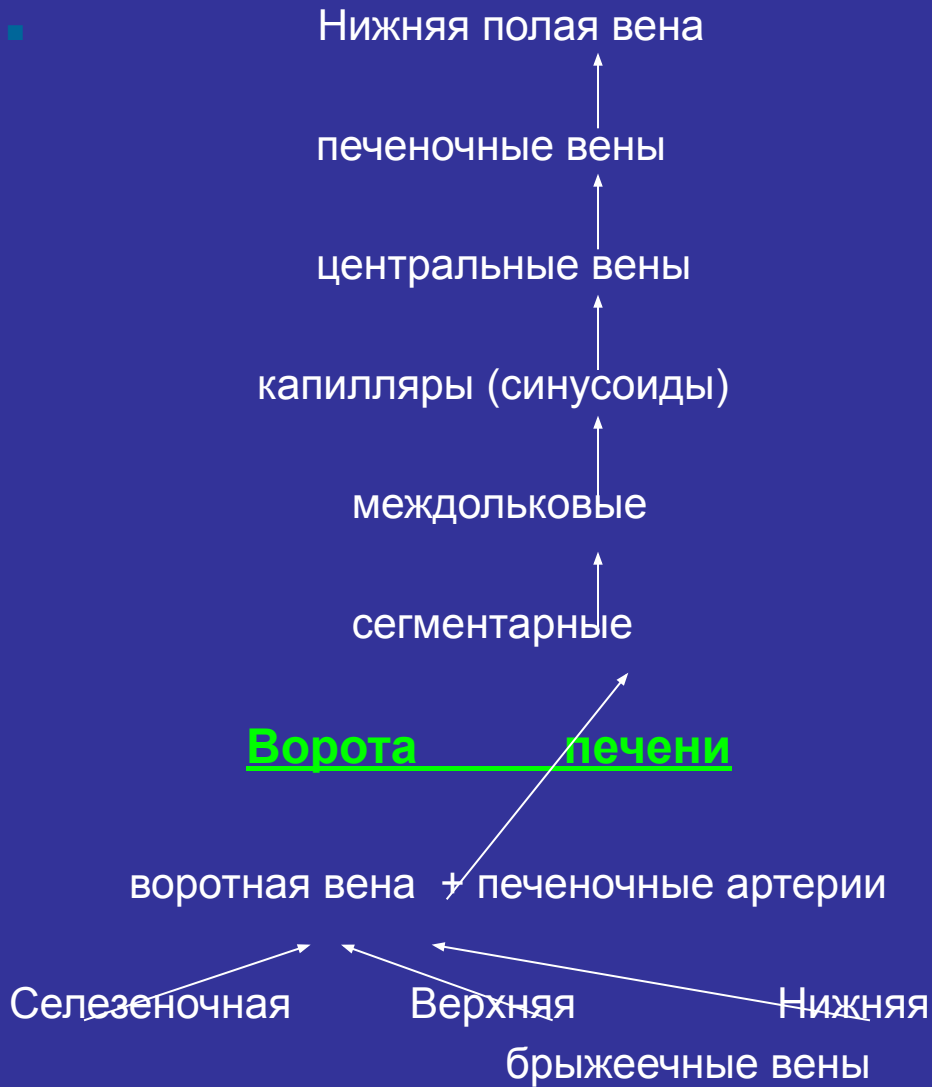 Нижняя полая вена
печеночные вены
центральные вены
капилляры (синусоиды)
междольковые
сегментарные
Ворота печени
воротная вена + печеночные артерии
Селезеночная Верхняя Нижняя
брыжеечные вены